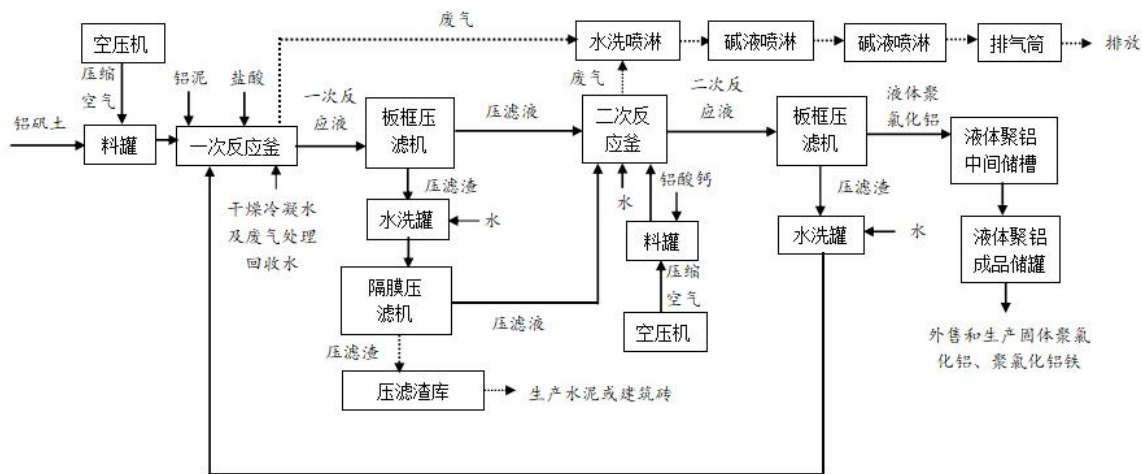 废气
空压机
水洗喷淋
碱液喷淋
碱液喷淋
排气筒
排放
压缩
空气
铝泥
盐酸
一次反
应液
压滤液
废气
二次反
应液
液体聚
氯化铝
铝矾土
料罐
一次反应釜
板框压
滤机
二次反
应釜
板框压
滤机
液体聚铝
中间储槽
压滤渣
水
铝酸钙
压滤渣
干燥冷凝水
及废气处理
回收水
水洗罐
水
料罐
水洗罐
水
液体聚铝
成品储罐
隔膜压
滤机
压滤液
压缩
空气
空压机
外售和生产固体聚氯
化铝、聚氯化铝铁
压滤渣
压滤渣库
生产水泥或建筑砖